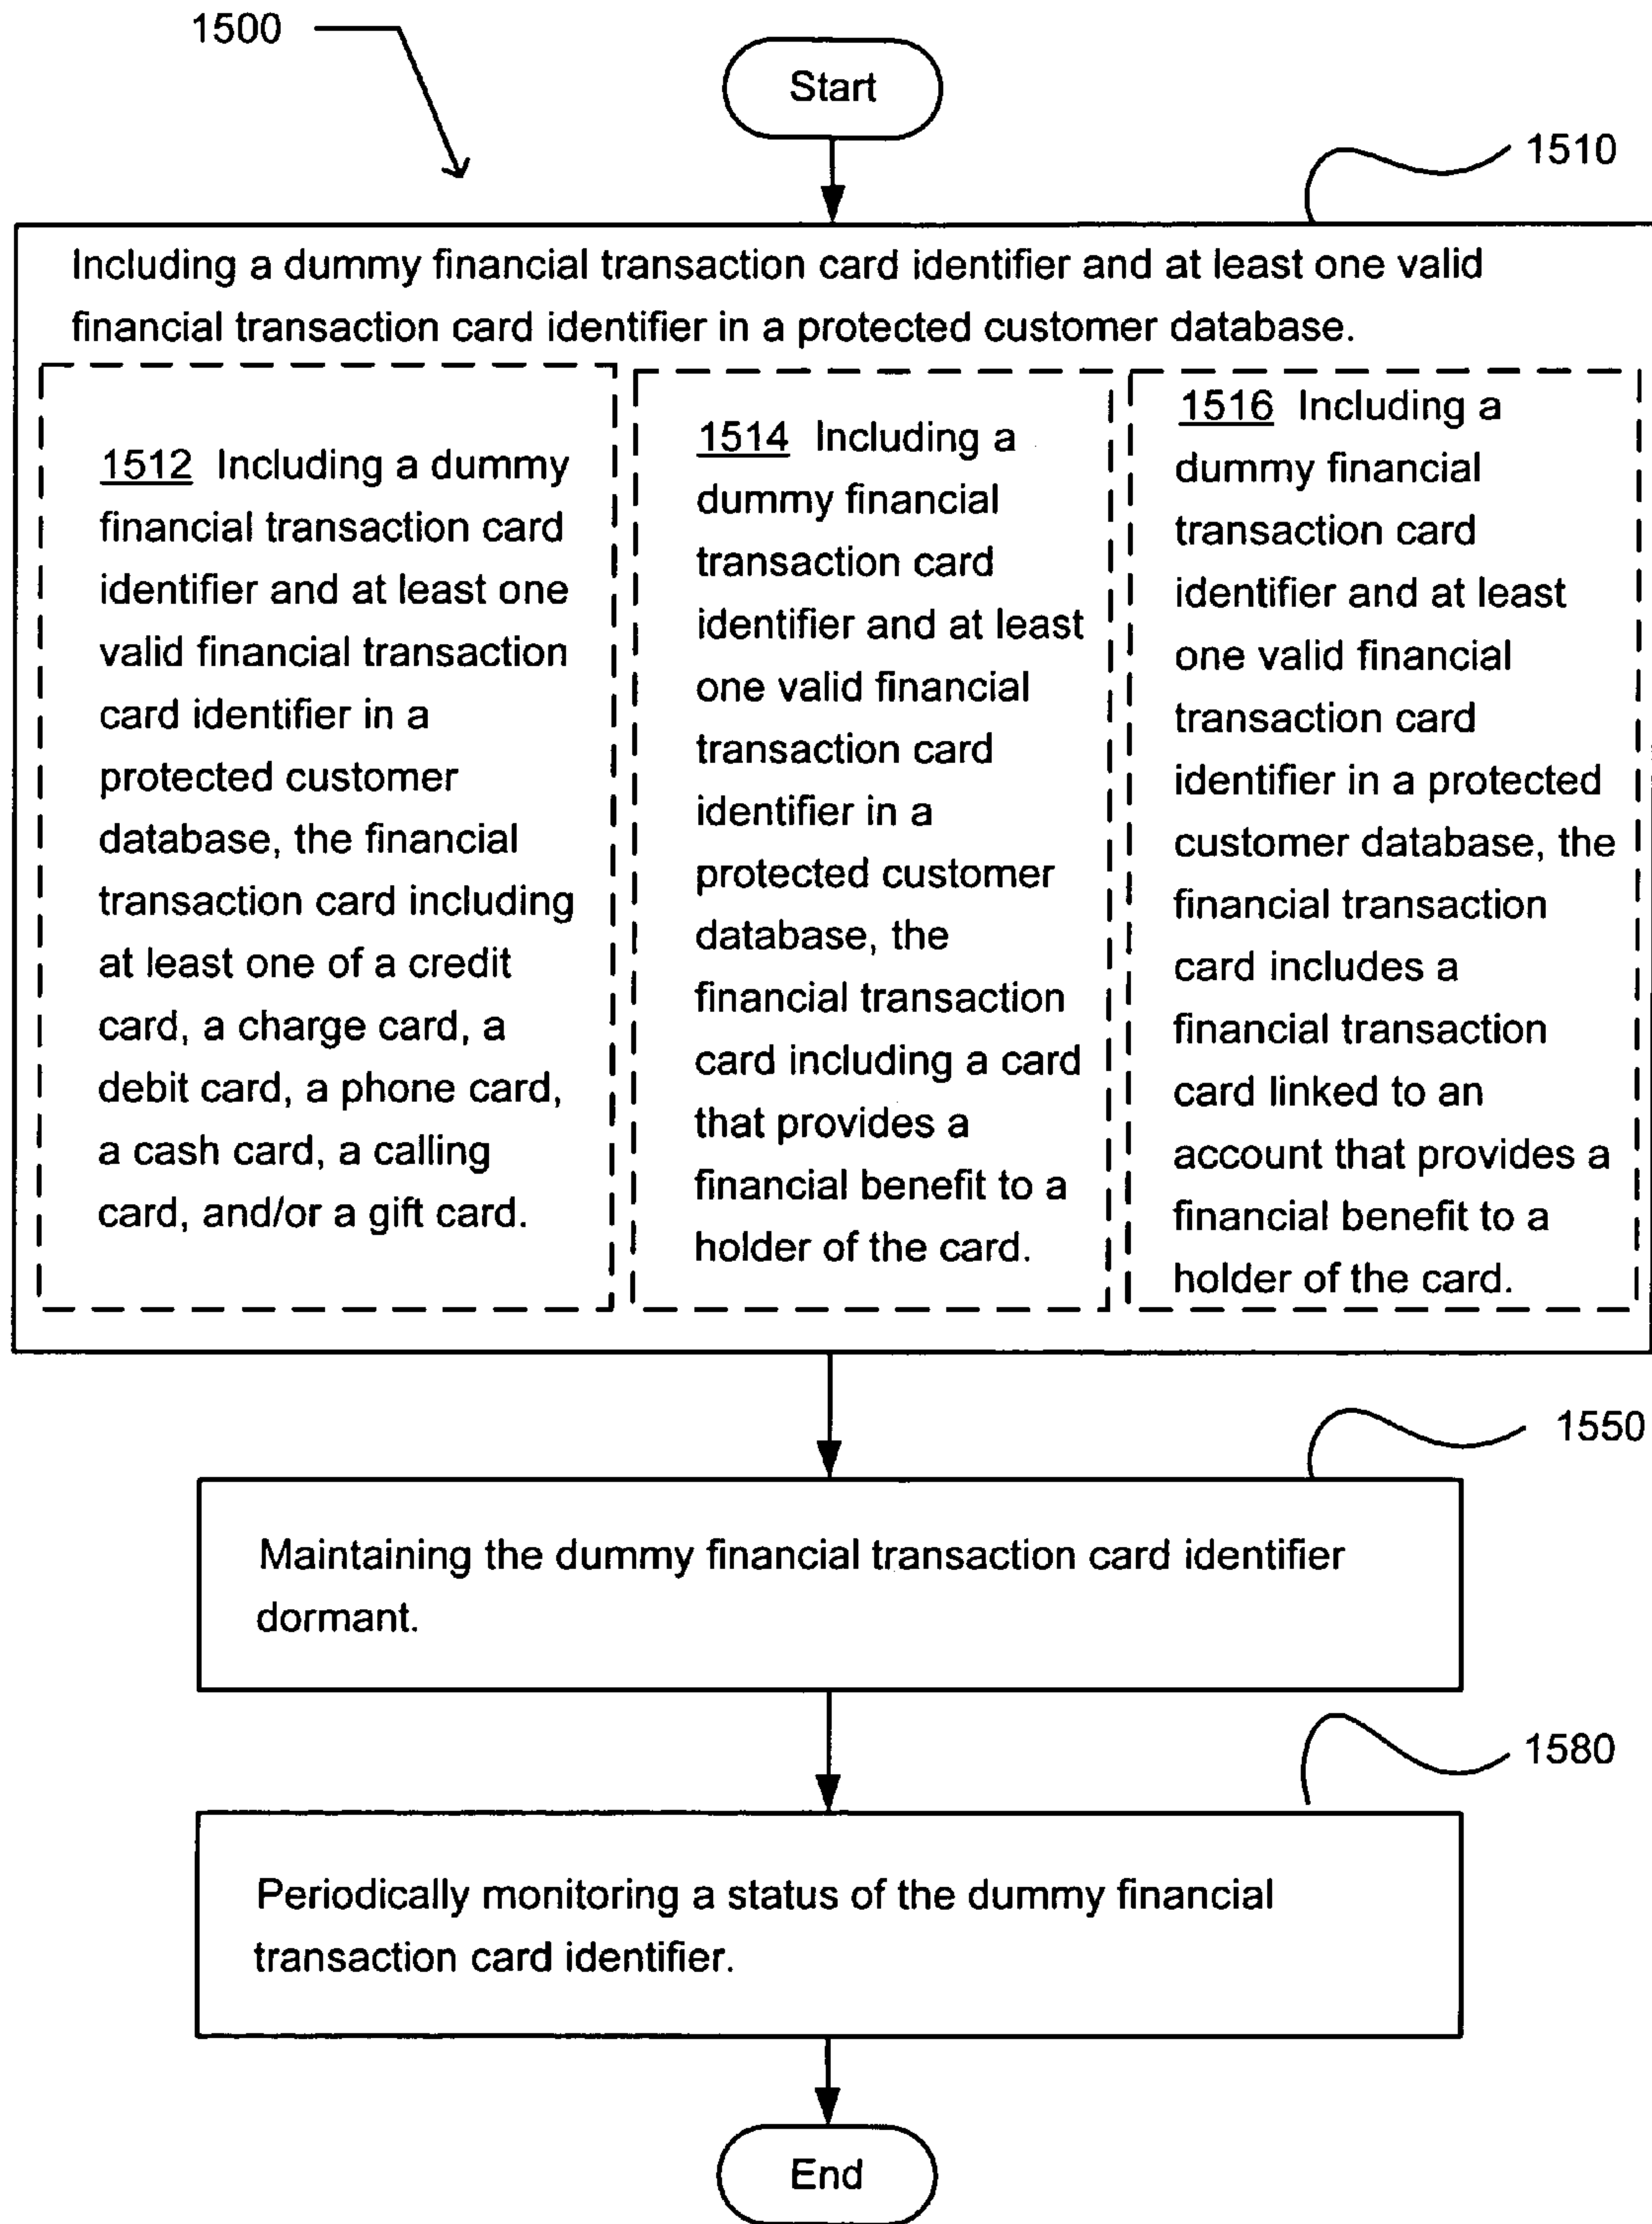 1500
Start
1510
Including a dummy financial transaction card identifier and at least one valid
financial transaction card identifier in a protected customer database.
1512 Including a dummy
financial transaction card
identifier and at least one
valid financial transaction
card identifier in a
protected customer
database, the financial
transaction card including
at least one of a credit
card, a charge card, a
debit card, a phone card,
a cash card, a calling
card, and/or a gift card.
1514 Including a
dummy financial
transaction card
identifier and at least
one valid financial
transaction card
identifier in a
protected customer
database, the
financial transaction
card including a card
that provides a
financial benefit to a
holder of the card.
1516 Including a
dummy financial
transaction card
identifier and at least
one valid financial
transaction card
identifier in a protected
customer database, the
financial transaction
card includes a
financial transaction
card linked to an
account that provides a
financial benefit to a
holder of the card.
1550
Maintaining the dummy financial transaction card identifier
dormant.
1580
Periodically monitoring a status of the dummy financial
transaction card identifier.
End